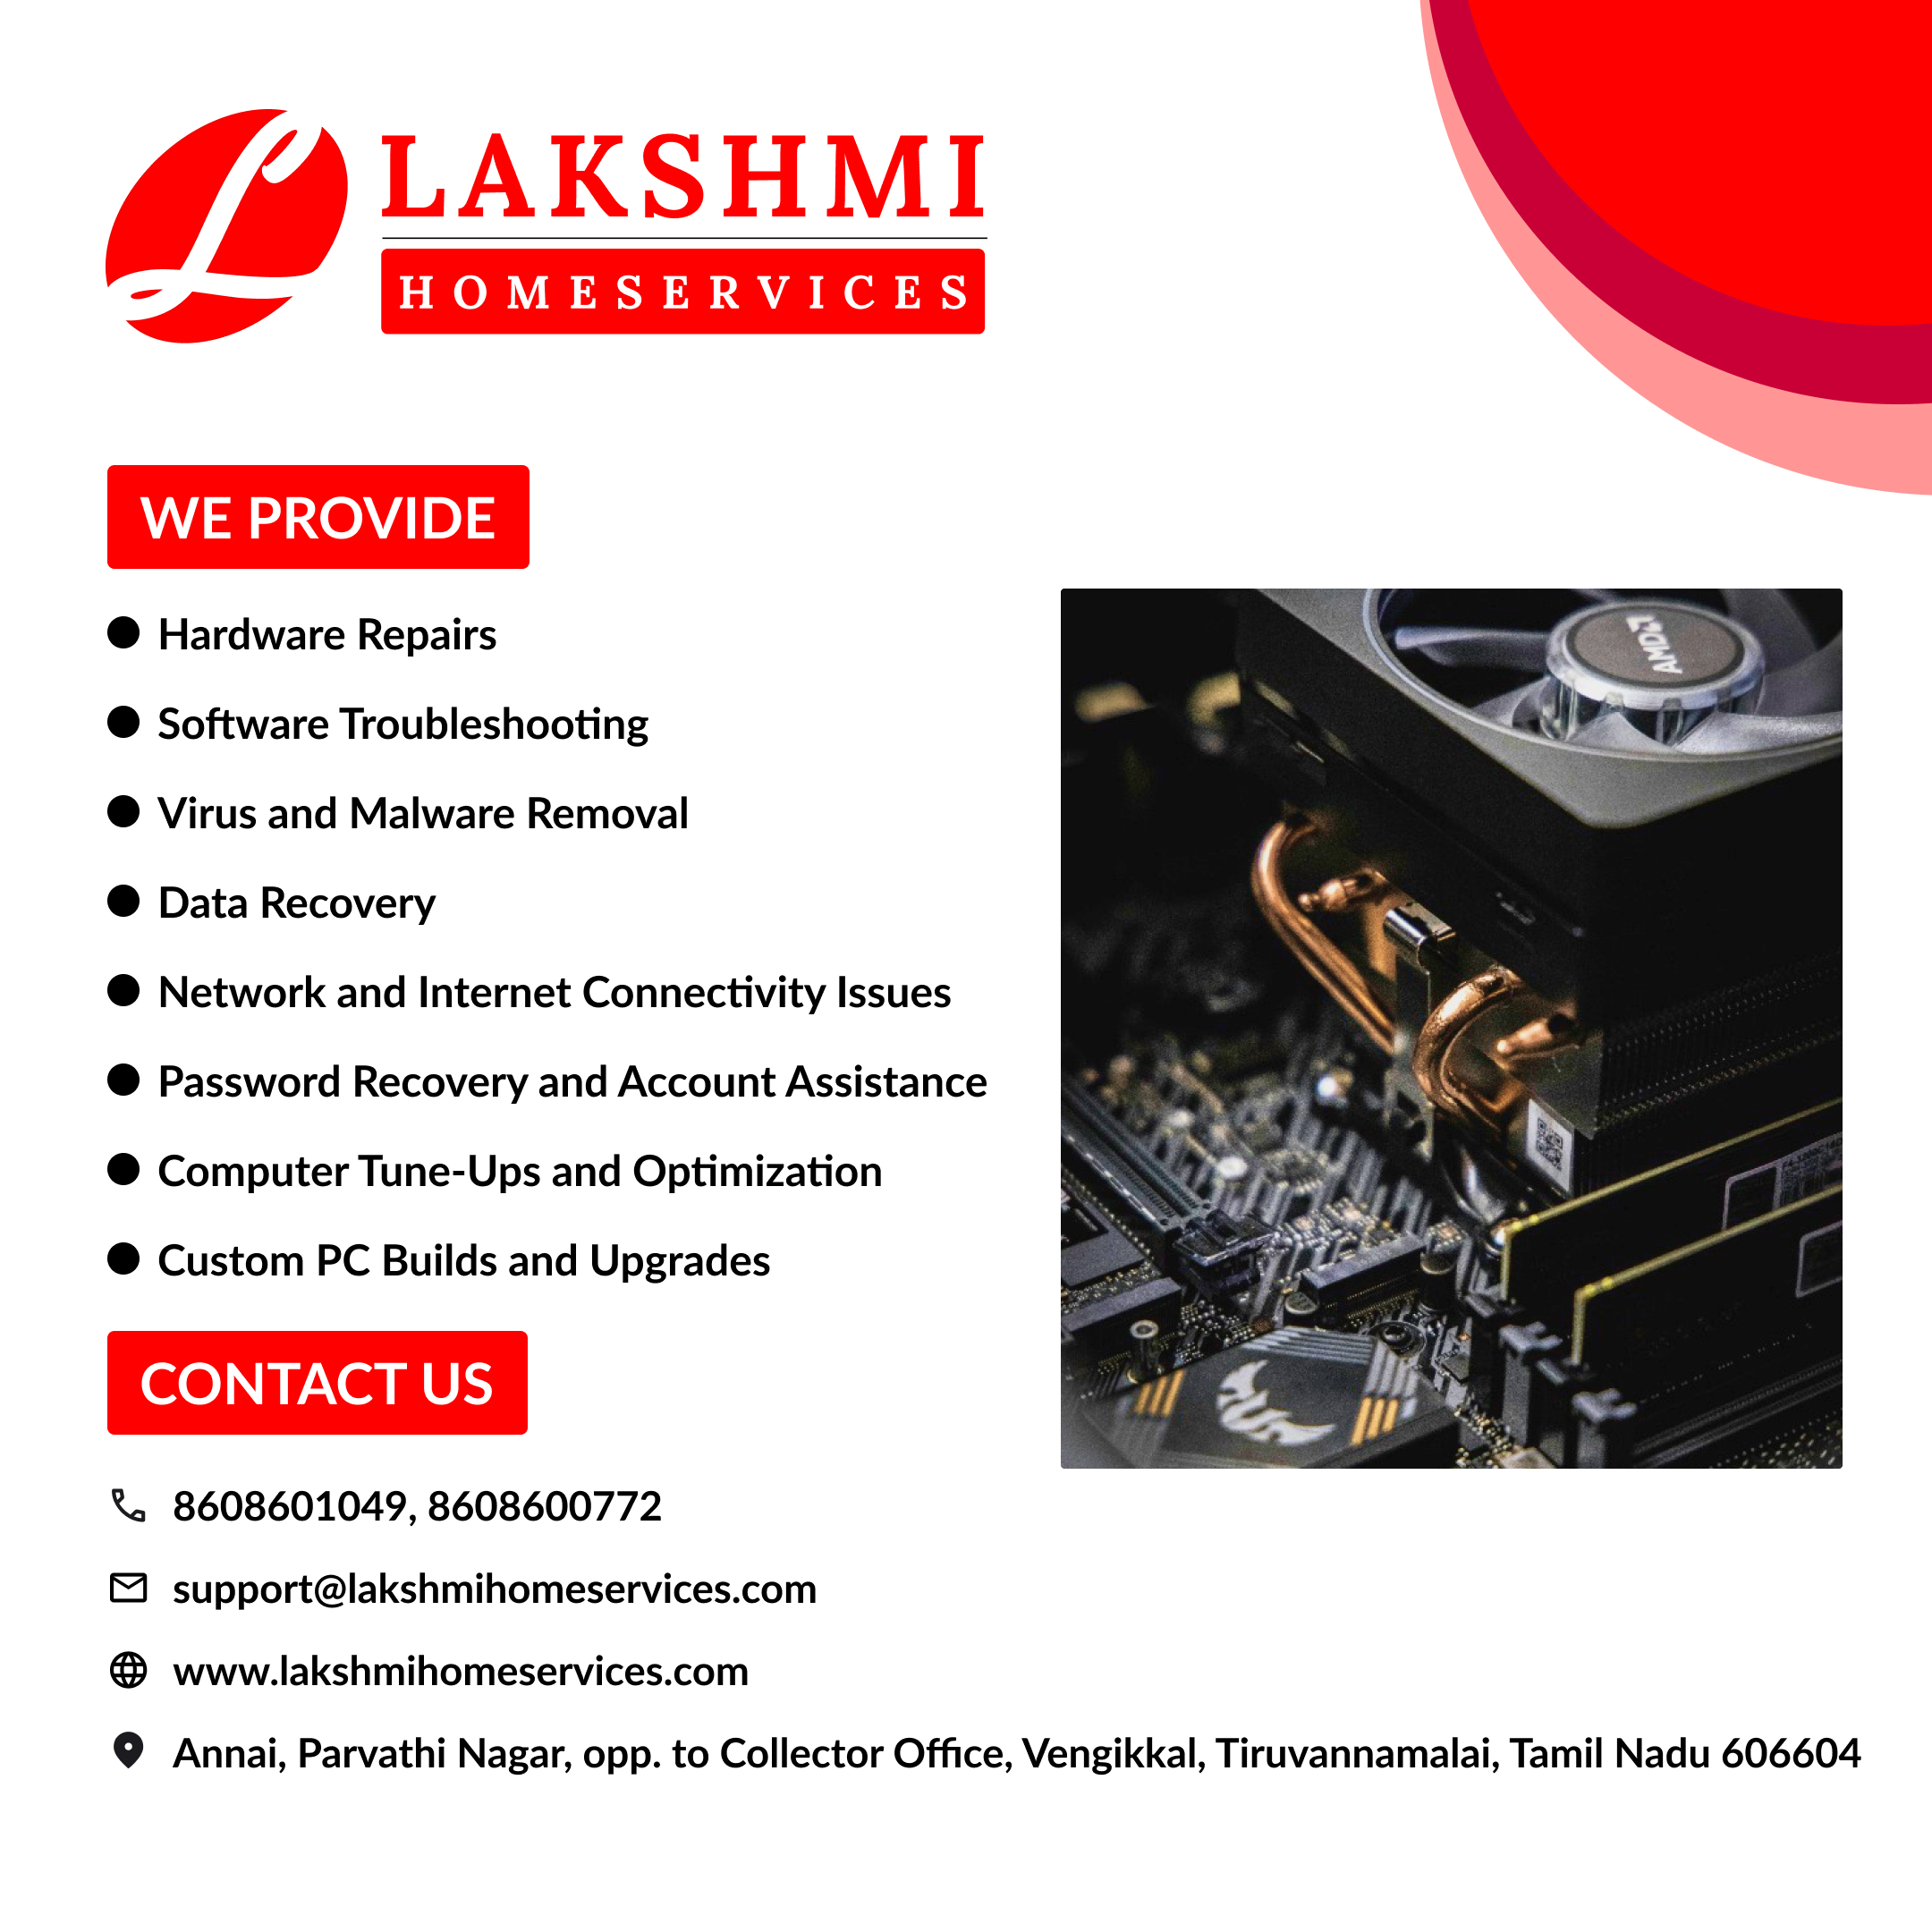 LAKSHMI
HOMESERVICES
WE PROVIDE
Hardware Repairs
Software Troubleshooting
Virus and Malware Removal
Data Recovery
Network and Internet Connectivity Issues
Password Recovery and Account Assistance
Computer Tune-Ups and Optimization
Custom PC Builds and Upgrades
AMD
CONTACT US
8608601049, 8608600772
support@lakshmihomeservices.com
www.lakshmihomeservices.com
Annai, Parvathi Nagar, opp. to Collector Office, Vengikkal, Tiruvannamalai, Tamil Nadu 606604